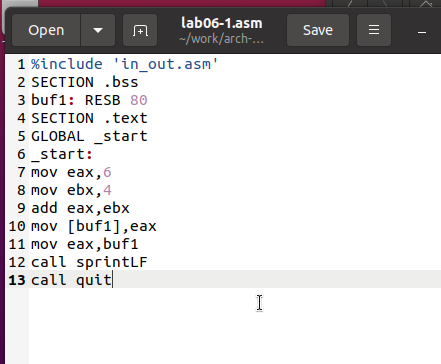 Open
lab06-1.asm
~/work/arch-...
Save
1 %include 'in_out.asm'
2 SECTION .bss
3 buf1: RESB 80
4 SECTION .text
5 GLOBAL _start
6 _start:
7 mov eax,6
8 mov ebx,4
9 add eax,ebx
10 mov [buf1],eax
11 mov eax,buf1
12 call sprintLF
13 call quit